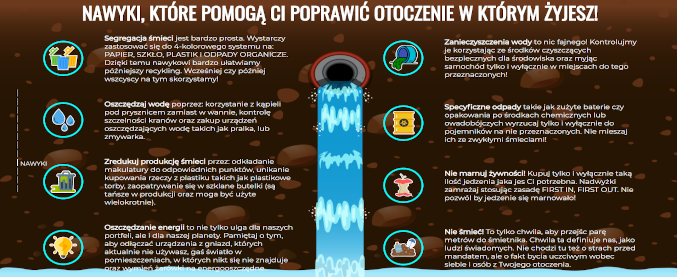 NAWYKI, KTÓRE POMOGĄ CI POPRAWIĆ OTOCZENIE W KTÓRYM ŻYJESZ!
Segregacja śmieci jest bardzo prosta. Wystarczy
zastosować się do 4-kolorowego systemu na:
PAPIER, SZKŁO, PLASTIK I ODPADY ORGANICZE.
Dzięki temu nawykowi bardzo ułatwiamy
późniejszy recykling. Wcześniej czy później
wszcyscy na tym skorzystamy!
Oszczędzaj wodę poprzez: korzystanie z kąpieli
pod prysznicem zamiast w wannie, kontrolę
szczelności kranów oraz zakup urządzeń
oszczędzających wodę takich jak pralka, lub
zmywarka.
NAWYKI
Zredukuj produkcję śmieci przez: odkładanie
makulatury do odpowiednich punktów, unikanie
kupowania rzeczy z plastiku takich jak plastikowe
torby, zaopatrywanie się w szklane butelki (są
tańsze w produkcji oraz mogą być użyte
wielokrotnie).
Oszczędzanie energii to nie tylko ulga dla naszych
portfeli, ale i dla naszej planety. Pamiętaj o tym,
aby odłączać urządzenia z gniazd, których
aktualnie nie używasz, gaś światło w
pomieszczeniach, w których nikt się nie znajduje
oraz wymień żarówki na energooszczędne
Zanieczyszczenia wody to nic fajnego! Kontrolujmy
je korzystając ze środków czyszczących
bezpiecznych dla środowiska oraz myjąc
samochód tylko i wyłącznie w miejscach do tego
przeznaczonych!
Specyficzne odpady takie jak zużyte baterie czy
opakowania po środkach chemicznych lub
owadobójczych wyrzucaj tylko i wyłącznie do
pojemników na nie przeznaczonych. Nie mieszaj
ich ze zwykłymi śmieciami!
Nie marnuj żywności! Kupuj tylko i wyłącznie taką
ilość jedzenia jaka jes Ci potrzebna. Nadwyżki
zamrażaj stosując zasadę FIRST IN, FIRST OUT. Nie
pozwól by jedzenie się marnowało!
Nie śmieć! To tylko chwila, aby przejść parę
metrów do śmietnika. Chwila ta definiuje nas, jako
ludzi świadomych. Nie chodzi tu też o strach przed
mandatem, ale o fakt bycia uczciwym wobec
siebie i osób z Twojego otoczenia.